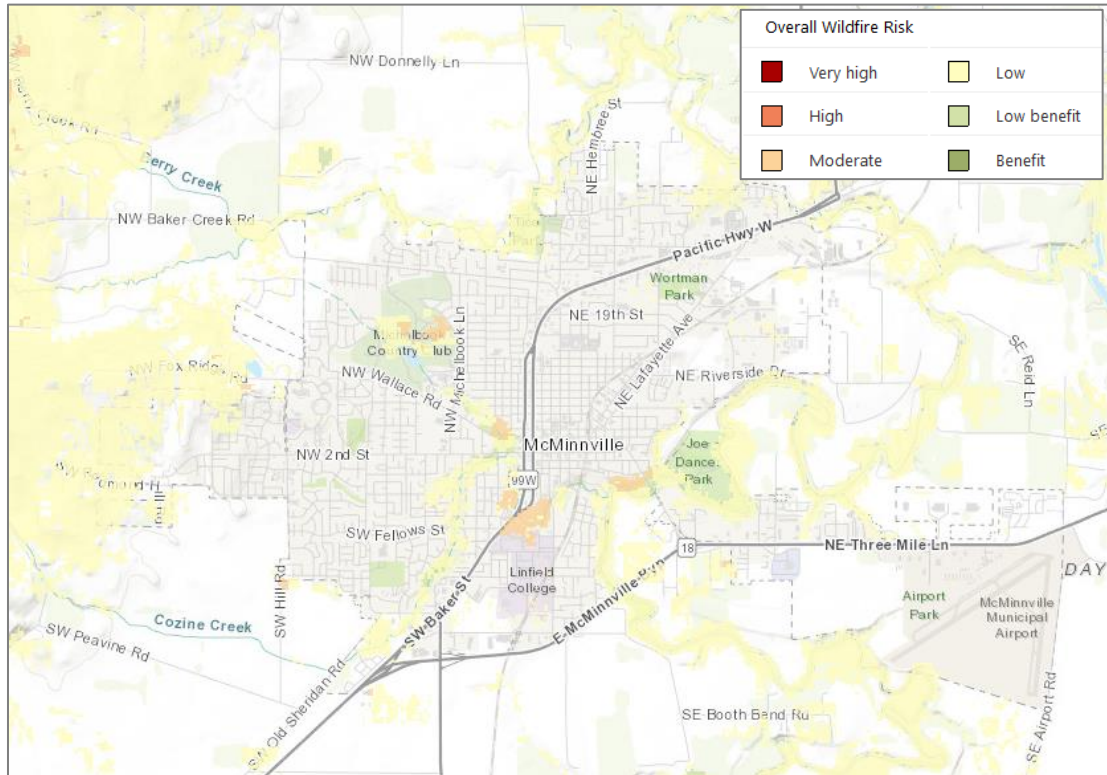 Overall Wildfire Risk
Very high
Low
High
Low benefit
Moderate
Benefit
NW Donnelly Ln
NE Hembree St
Berry Creek
NW Baker Creek Rd
Pacific Hwy W
Wortman
Park
NE 19th St
Michelbook
Country Club
NW Michelbook Ln
NE Lafayette Ave
NW Fox Ridge Rd
NW Wallace Rd
NE Riverside Dr
SE Reid Ln
NW 2nd St
McMinnville
Joe
Dancer
Park
99W
SW Fellows St
18
NE Three Mile Ln
Linfield
College
DAY
SW Hill Rd
SW Baker St
E McMinnville Byp
Airport
Park
McMinnville
Municipal
Airport
Cozine Creek
SW Peavine Rd
SW Old Sheridan Rd
SE Booth Bend Rd
SE Airport Rd